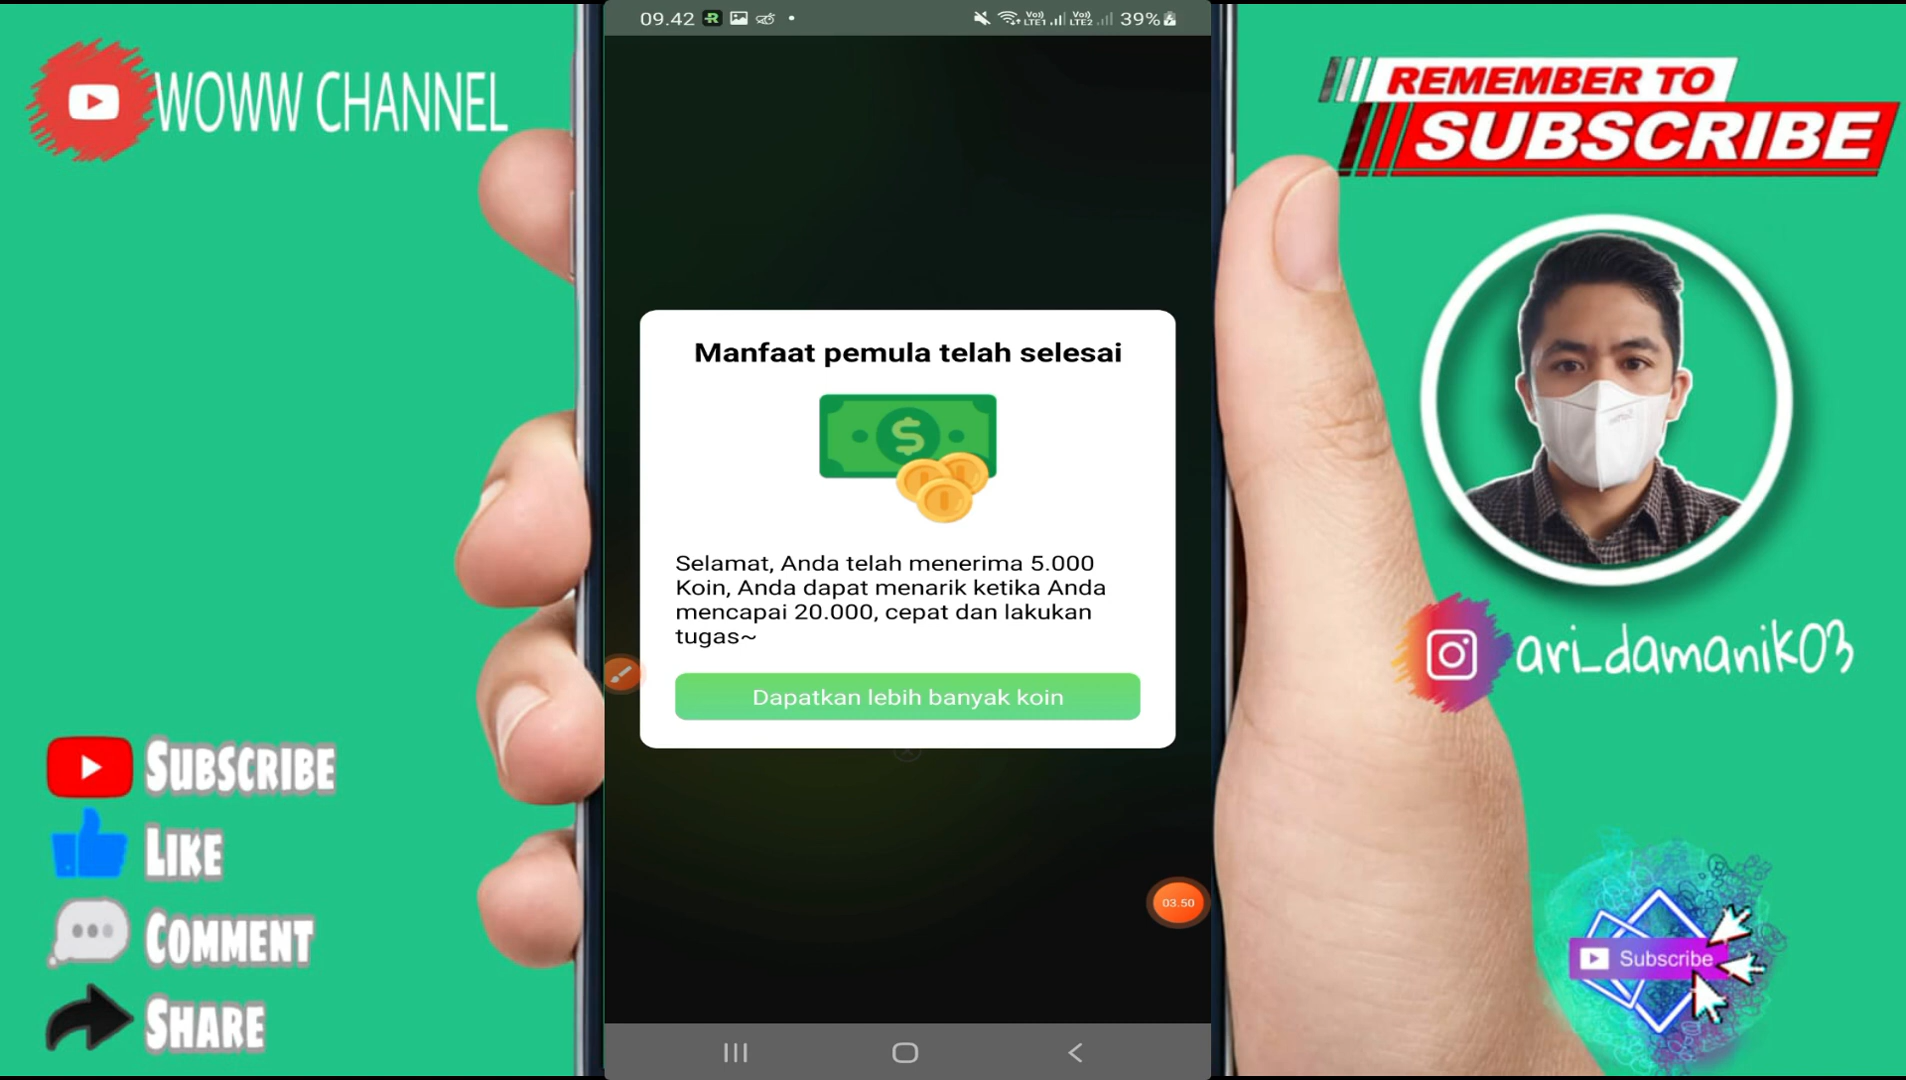 WOWW CHANNEL
09.42
39%
REMEMBER TO
SUBSCRIBE
Manfaat pemula telah selesai
Selamat, Anda telah menerima 5.000
Koin, Anda dapat menarik ketika Anda
mencapai 20.000, cepat dan lakukan
tugas~
Dapatkan lebih banyak koin
03.50
ari_damanik03
SUBSCRIBE
LIKE
COMMENT
SHARE
Subscribe